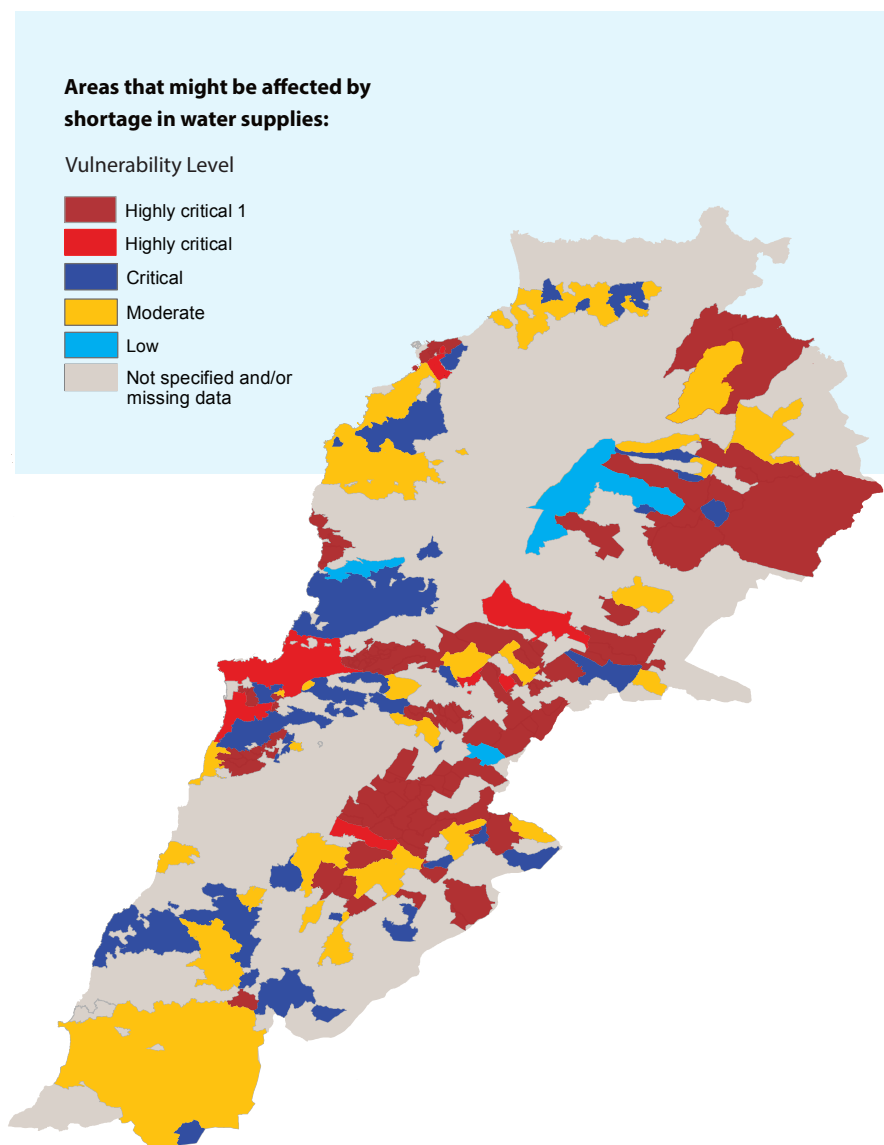 Areas that might be affected by
shortage in water supplies:
Vulnerability Level
Highly critical 1
Highly critical
Critical
Moderate
Low
Not specified and/or
missing data